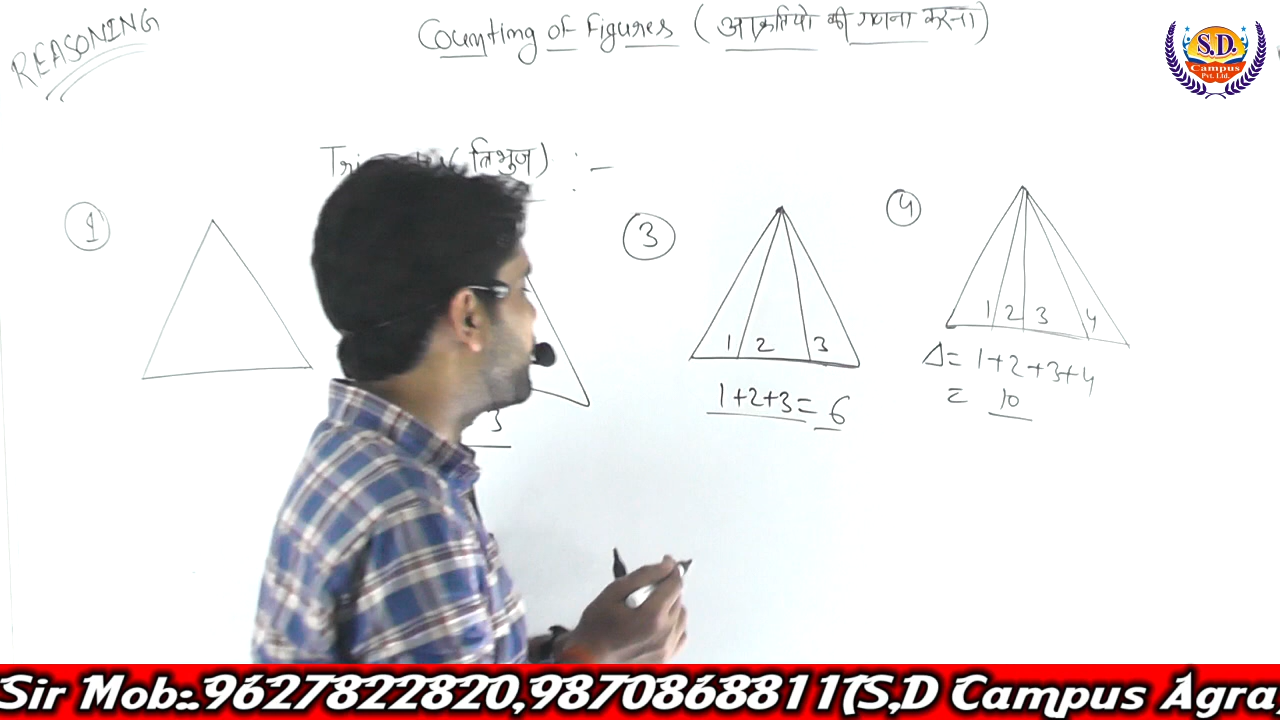 REASONING
Counting of Figures (आकृतियो की गणना करना)
S.D.
Campus
Pvt. Ltd.
(त्रिभुज) :-
1
3
4
1 2 3
1 2 3 4
1+2+3= 6
Δ= 1+2+3+4
= 10
3
Sir Mob:.9627822820,9870868811(S,D Campus Agra)